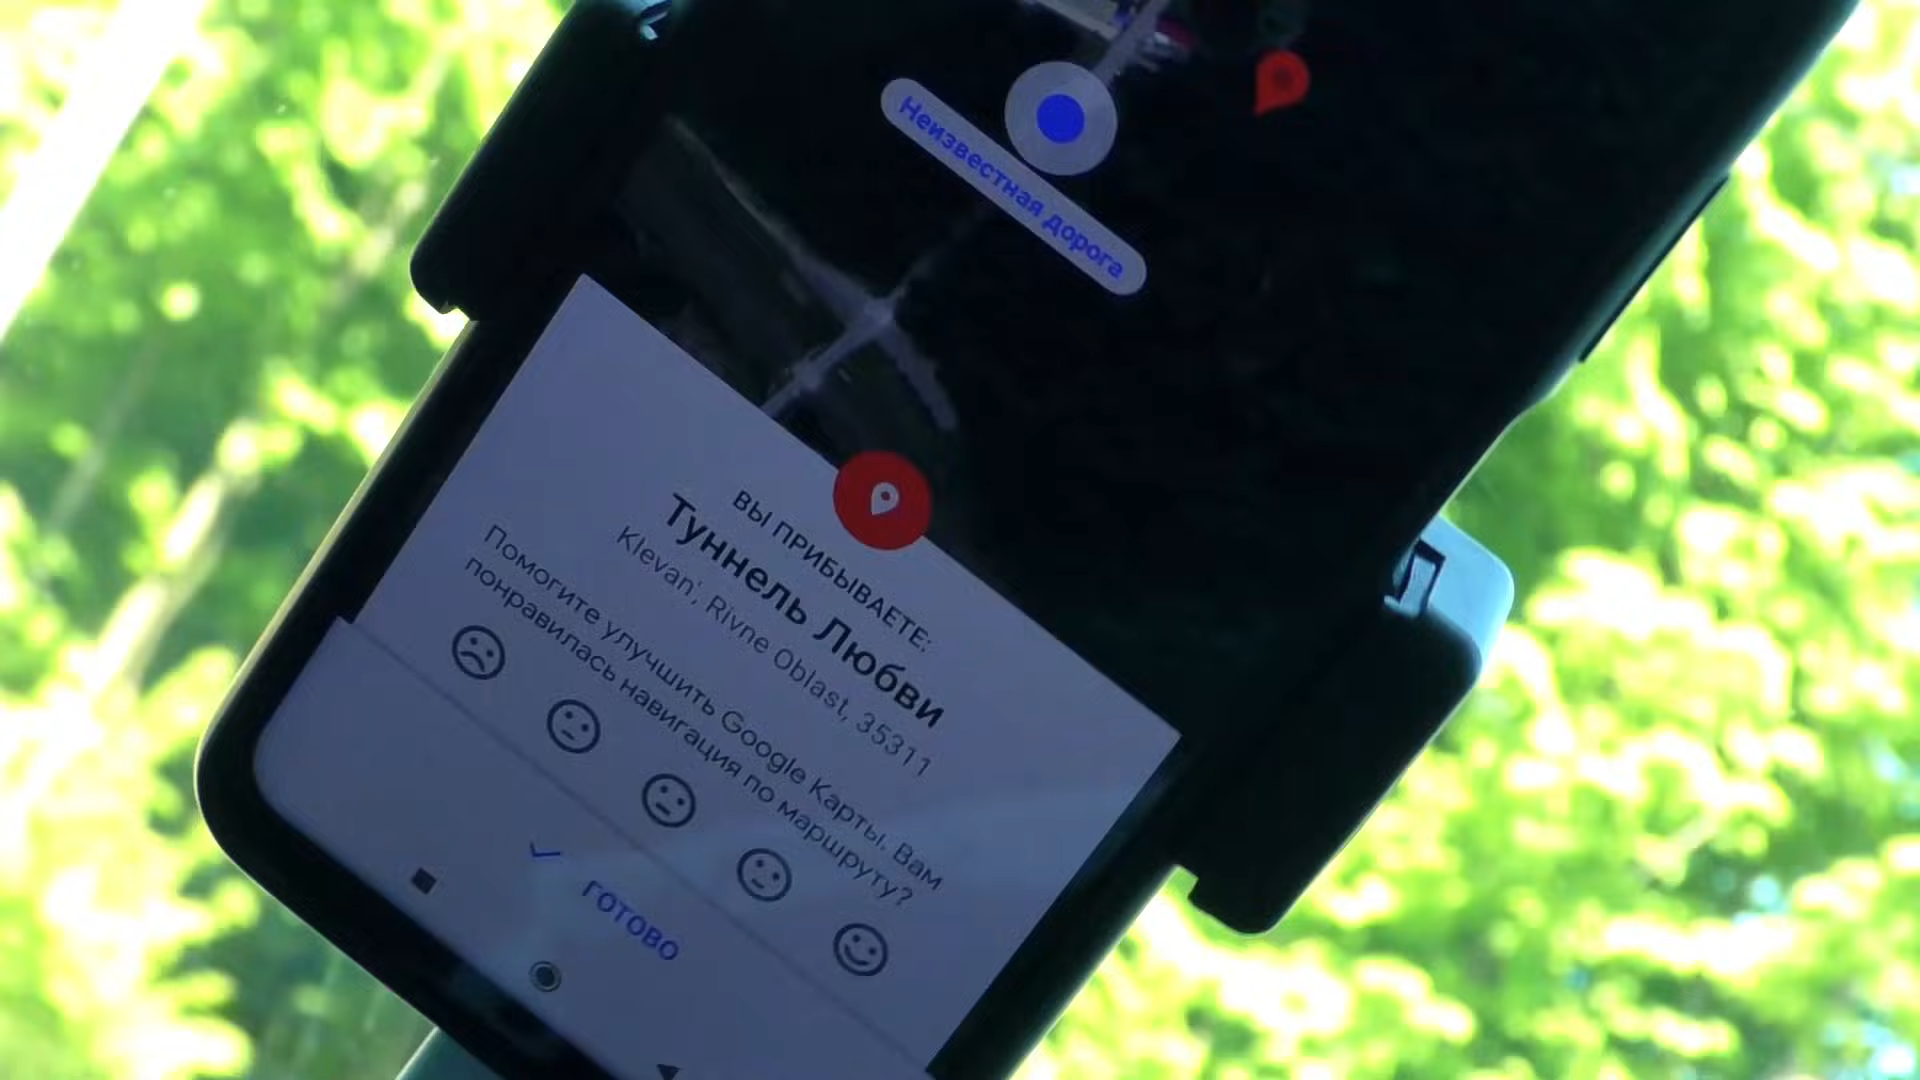 Неизвестная дорога
ВЫ ПРИБЫВАЕТЕ:
Туннель Любви
Klevan', Rivne Oblast, 35311
Помогите улучшить Google Карты. Вам
понравилась навигация по маршруту?
ГОТОВО